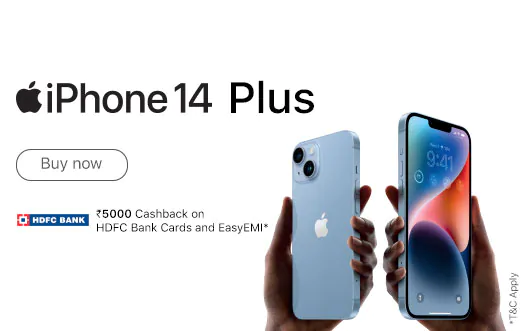 iPhone 14 Plus
Buy now
HDFC BANK
₹5000 Cashback on
HDFC Bank Cards and EasyEMI*
9:41
*T&C Apply